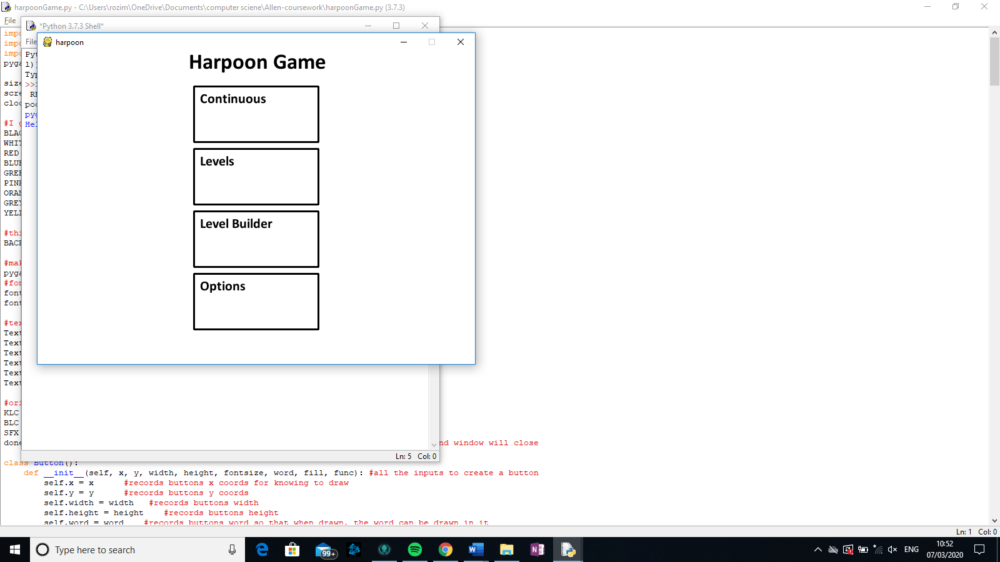 harpoonGame.py - C:\Users\rozim\OneDrive\Documents\computer sciene\Allen-coursework\harpoonGame.py (3.7.3)
File
*Python 3.7.3 Shell*
File
harpoon
Harpoon Game
Continuous
Levels
Level Builder
Options
impo
impo
impo
pyga
size
scre
cloc
#I g
BLAC
WHIT
RED
BLUE
GREE
PINK
ORAN
GREY
YELL
#thi
BACK
#mak
pyga
#fon
font
font
#tex
Text
Text
Text
Text
Text
Text
#ori
KLC
BLC
SFX
done
Pyt
l)]
Typ
>>>
RE
poo
pyg
Hel
nd window will close
Ln: 5 Col: 0
class Button():
def __init__(self, x, y, width, height, fontsize, word, fill, func): #all the inputs to create a button
self.x = x #records buttons x coords for knowing to draw
self.y = y #records buttons y coords
self.width = width #records buttons width
self.height = height #records buttons height
self.word = word #records buttons word so that when drawn, the word can be drawn in it
Ln: 1 Col: 0
Type here to search
99+
ENG
10:52
07/03/2020